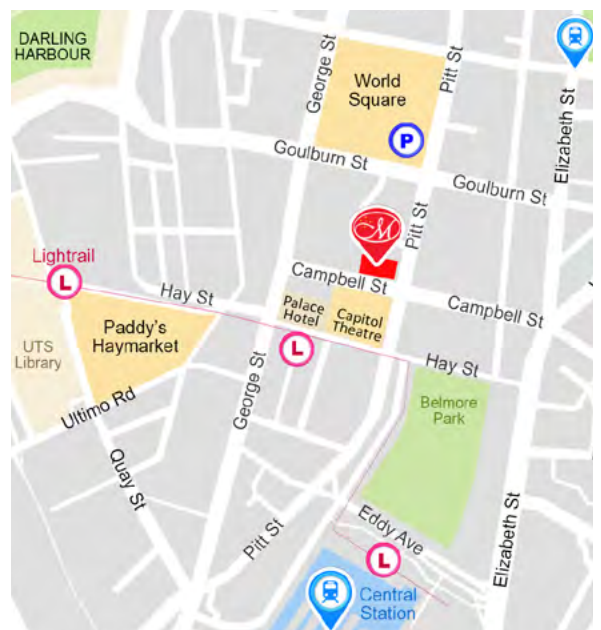 DARLING
HARBOUR
George St
World
Square
Pitt St
Elizabeth St
P
Goulburn St
Goulburn St
Pitt St
M
Lightrail
L
Hay St
Campbell St
Campbell St
Palace
Hotel
Capitol
Theatre
L
Paddy's
Haymarket
UTS
Library
Hay St
George St
Belmore
Park
Ultimo Rd
Quay St
Pitt St
Eddy Ave
L
Elizabeth St
Central
Station